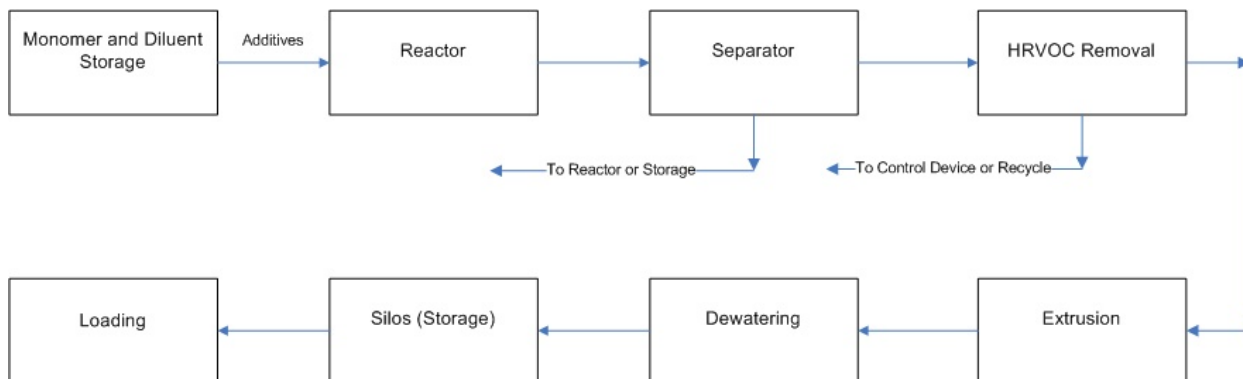 Monomer and Diluent
Storage
Additives
Reactor
Separator
HRVOC Removal
To Reactor or Storage
To Control Device or Recycle
Loading
Silos (Storage)
Dewatering
Extrusion